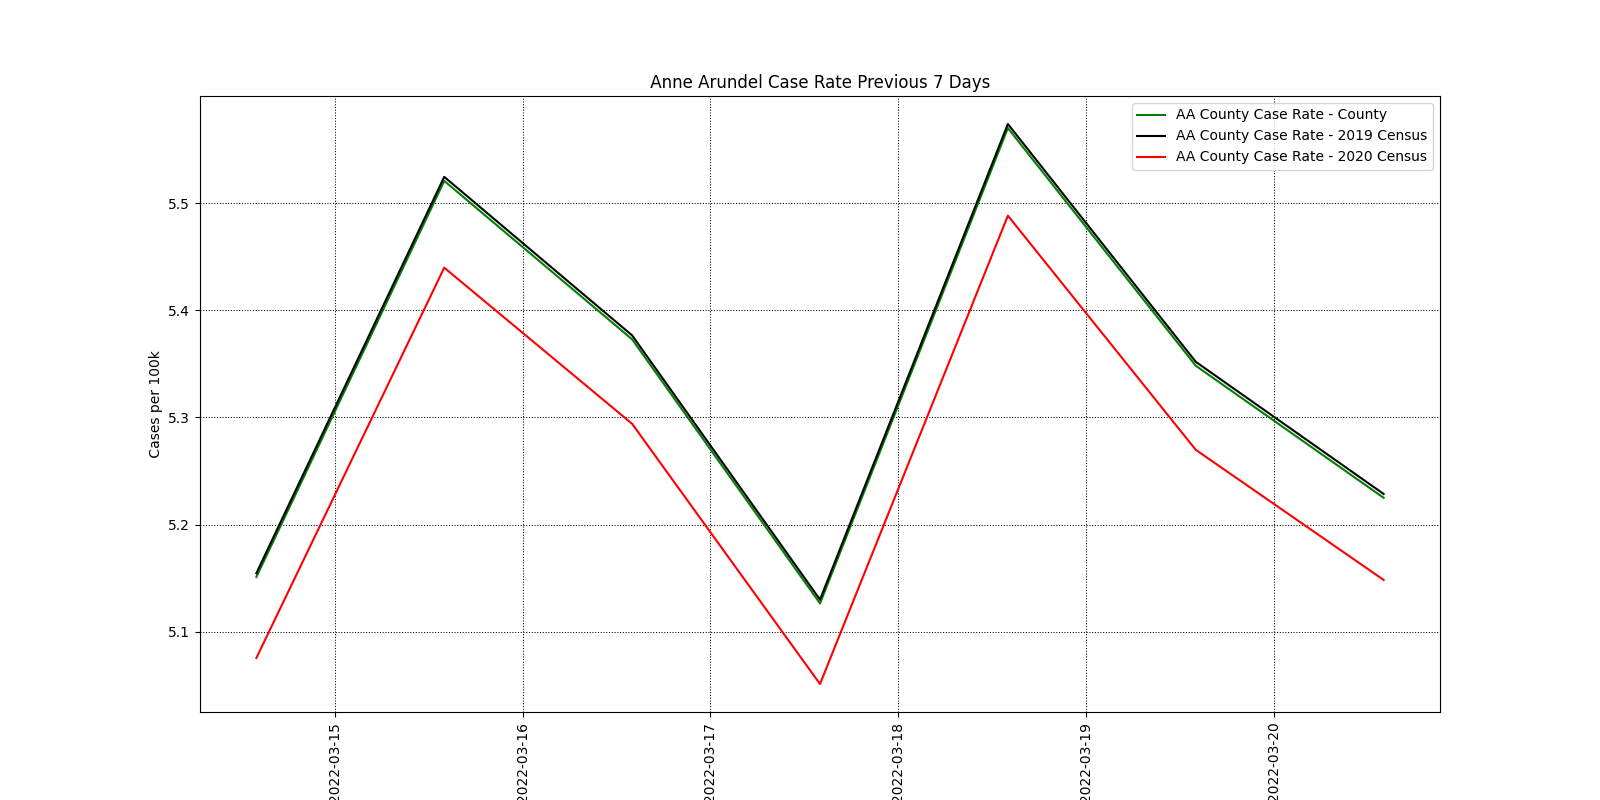 Anne Arundel Case Rate Previous 7 Days
AA County Case Rate - County
AA County Case Rate - 2019 Census
AA County Case Rate - 2020 Census
Cases per 100k
5.5
5.4
5.3
5.2
5.1
2022-03-15
2022-03-16
2022-03-17
2022-03-18
2022-03-19
2022-03-20